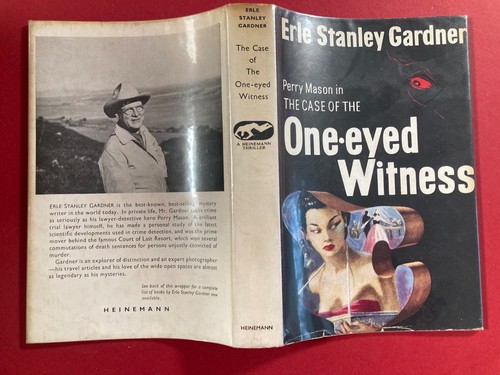 ERLE STANLEY GARDNER is the best-known, best-selling mystery
writer in the world today. In private life, Mr. Gardner takes crime
as seriously as his lawyer-detective hero Perry Mason. A brilliant
trial lawyer himself, he has made a personal study of the latest
scientific developments used in crime detection, and was the prime
mover behind the famous Court of Last Resort, which won several
commutations of death sentences for persons unjustly convicted of
murder.
Gardner is an explorer of distinction and an expert photographer
—his travel articles and his love of the wide open spaces are almost
as legendary as his mysteries.
See back of this wrapper for a complete
list of books by Erle Stanley Gardner now
available.
HEINEMANN
ERLE
STANLEY
GARDNER
The Case
of
The
One-eyed
Witness
A HEINEMANN
THRILLER
HEINEMANN
Erle Stanley Gardner
Perry Mason in
THE CASE OF THE
One-eyed
Witness